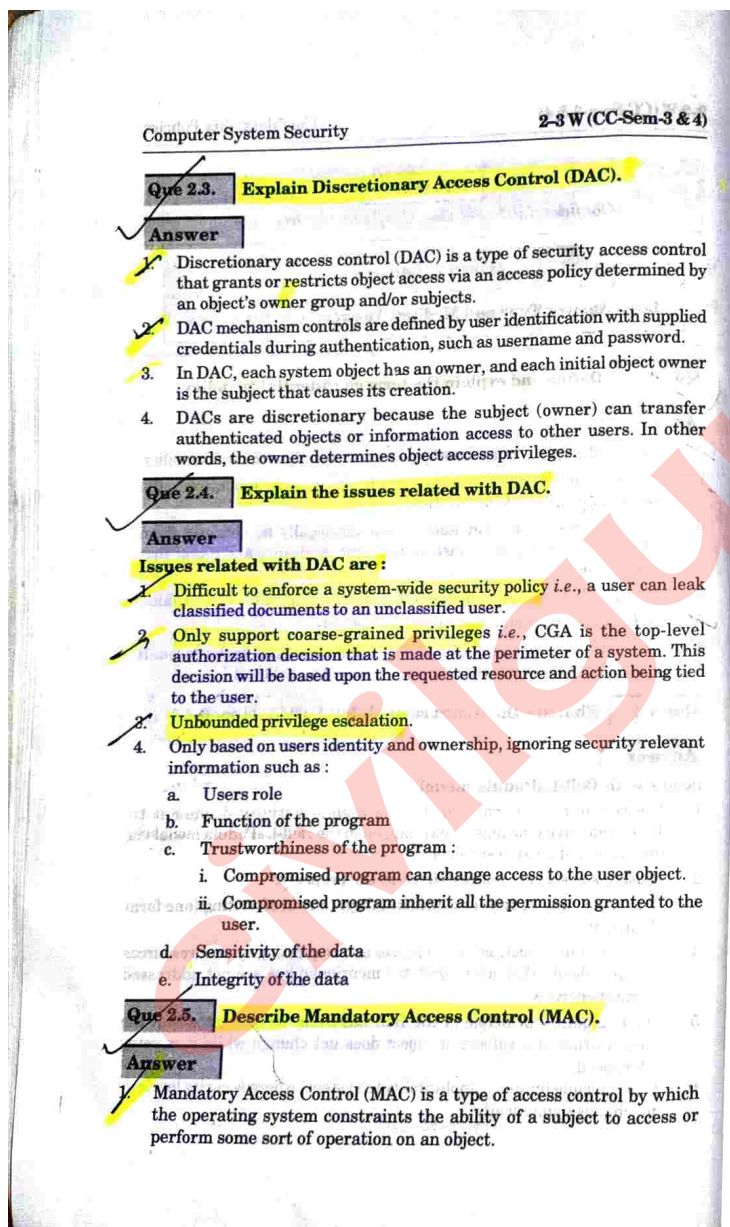 Computer System Security
2-3 W (CC-Sem-3 & 4)
Que 2.3. Explain Discretionary Access Control (DAC).
Answer
1. Discretionary access control (DAC) is a type of security access control
that grants or restricts object access via an access policy determined by
an object's owner group and/or subjects.
2. DAC mechanism controls are defined by user identification with supplied
credentials during authentication, such as username and password.
3. In DAC, each system object has an owner, and each initial object owner
is the subject that causes its creation.
4. DACs are discretionary because the subject (owner) can transfer
authenticated objects or information access to other users. In other
words, the owner determines object access privileges.
Que 2.4. Explain the issues related with DAC.
Answer
Issues related with DAC are :
1. Difficult to enforce a system-wide security policy i.e., a user can leak
classified documents to an unclassified user.
2. Only support coarse-grained privileges i.e., CGA is the top-level
authorization decision that is made at the perimeter of a system. This
decision will be based upon the requested resource and action being tied
to the user.
3. Unbounded privilege escalation.
4. Only based on users identity and ownership, ignoring security relevant
information such as :
a. Users role
b. Function of the program
c. Trustworthiness of the program :
i. Compromised program can change access to the user object.
ii. Compromised program inherit all the permission granted to the
user.
d. Sensitivity of the data
e. Integrity of the data
Que 2.5. Describe Mandatory Access Control (MAC).
Answer
1. Mandatory Access Control (MAC) is a type of access control by which
the operating system constraints the ability of a subject to access or
perform some sort of operation on an object.
civilgu